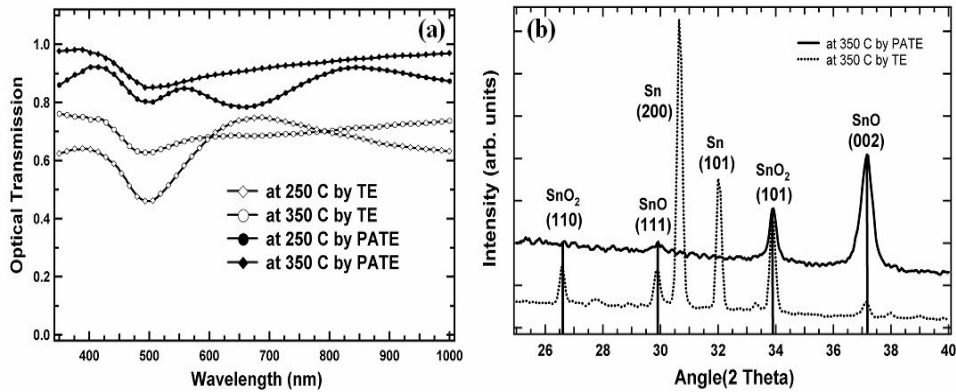 (a)
Optical Transmission
1.0
0.8
0.6
0.4
0.2
0.0
at 250 C by TE
at 350 C by TE
at 250 C by PATE
at 350 C by PATE
400 500 600 700 800 900 1000
Wavelength (nm)
(b)
Intensity (arb. units)
at 350 C by PATE
at 350 C by TE
Sn
(200)
Sn
(101)
SnO
(002)
SnO₂
(110)
SnO
(111)
SnO₂
(101)
26 28 30 32 34 36 38 40
Angle(2 Theta)